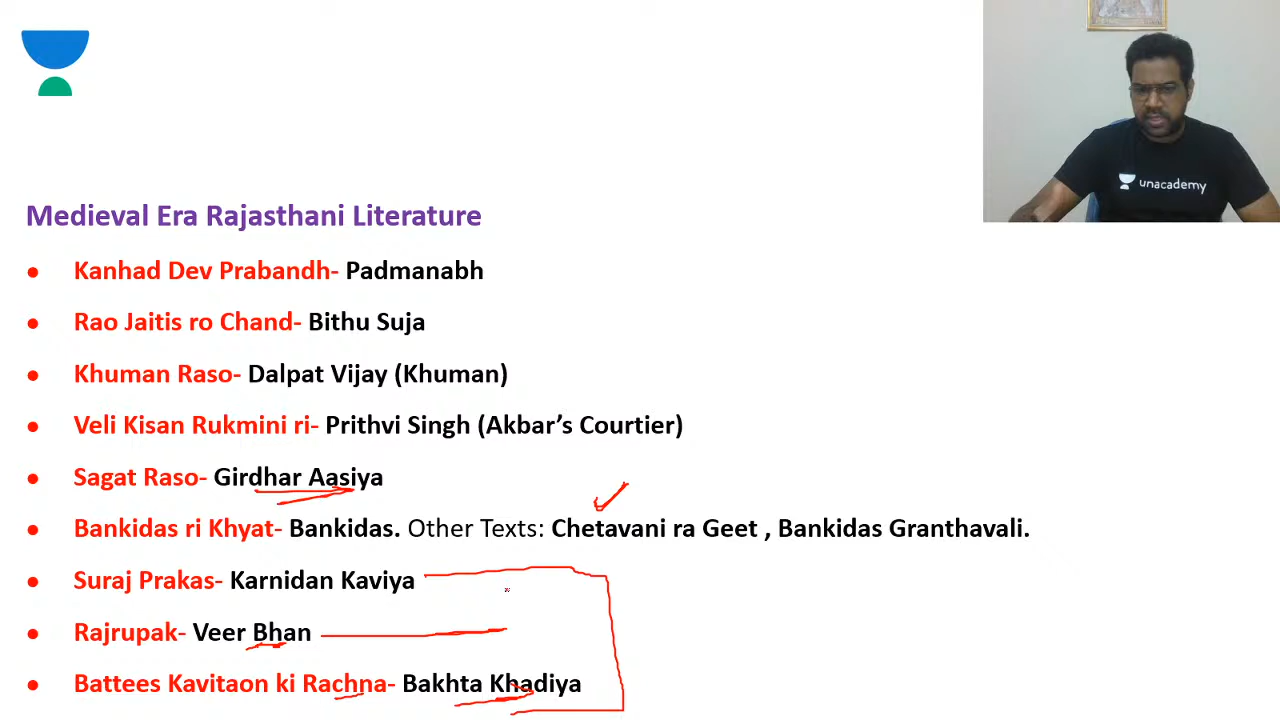 unacademy
Medieval Era Rajasthani Literature
● Kanhad Dev Prabandh- Padmanabh
● Rao Jaitis ro Chand- Bithu Suja
● Khuman Raso- Dalpat Vijay (Khuman)
● Veli Kisan Rukmini ri- Prithvi Singh (Akbar’s Courtier)
● Sagat Raso- Girdhar Aasiya
● Bankidas ri Khyat- Bankidas. Other Texts: Chetavani ra Geet , Bankidas Granthavali.
● Suraj Prakas- Karnidan Kaviya
● Rajrupak- Veer Bhan
● Battees Kavitaon ki Rachna- Bakhta Khadiya